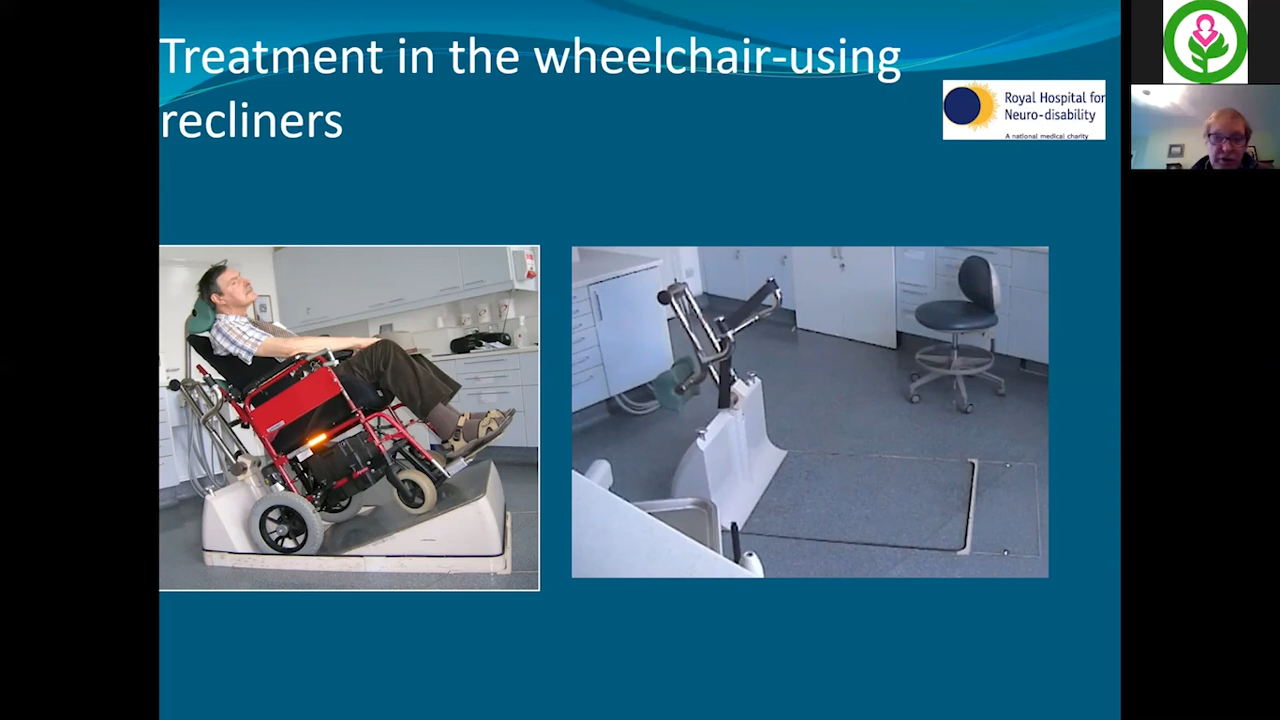 Treatment in the wheelchair-using
recliners
Royal Hospital for
Neuro-disability
A national medical charity